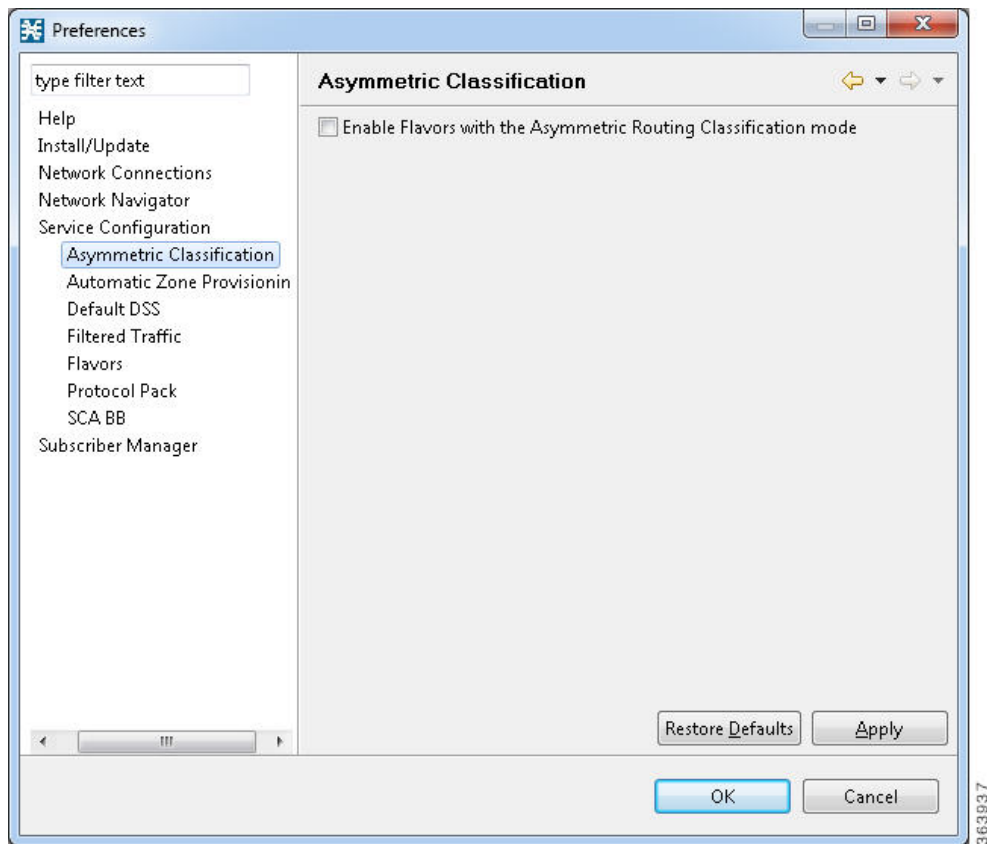 Preferences
type filter text
Help
Install/Update
Network Connections
Network Navigator
Service Configuration
Asymmetric Classification
Automatic Zone Provisionin
Default DSS
Filtered Traffic
Flavors
Protocol Pack
SCA BB
Subscriber Manager
Asymmetric Classification
Enable Flavors with the Asymmetric Routing Classification mode
Restore Defaults
Apply
OK
Cancel
363937